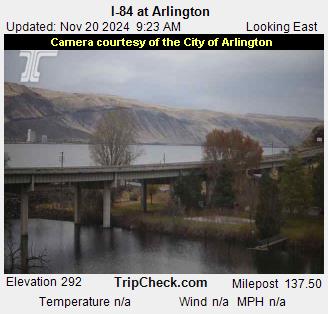 I-84 at Arlington
Updated: Nov 20 2024 9:23 AM Looking East
Camera courtesy of the City of Arlington
Elevation 292 TripCheck.com Milepost 137.50
Temperature n/a Wind n/a MPH n/a